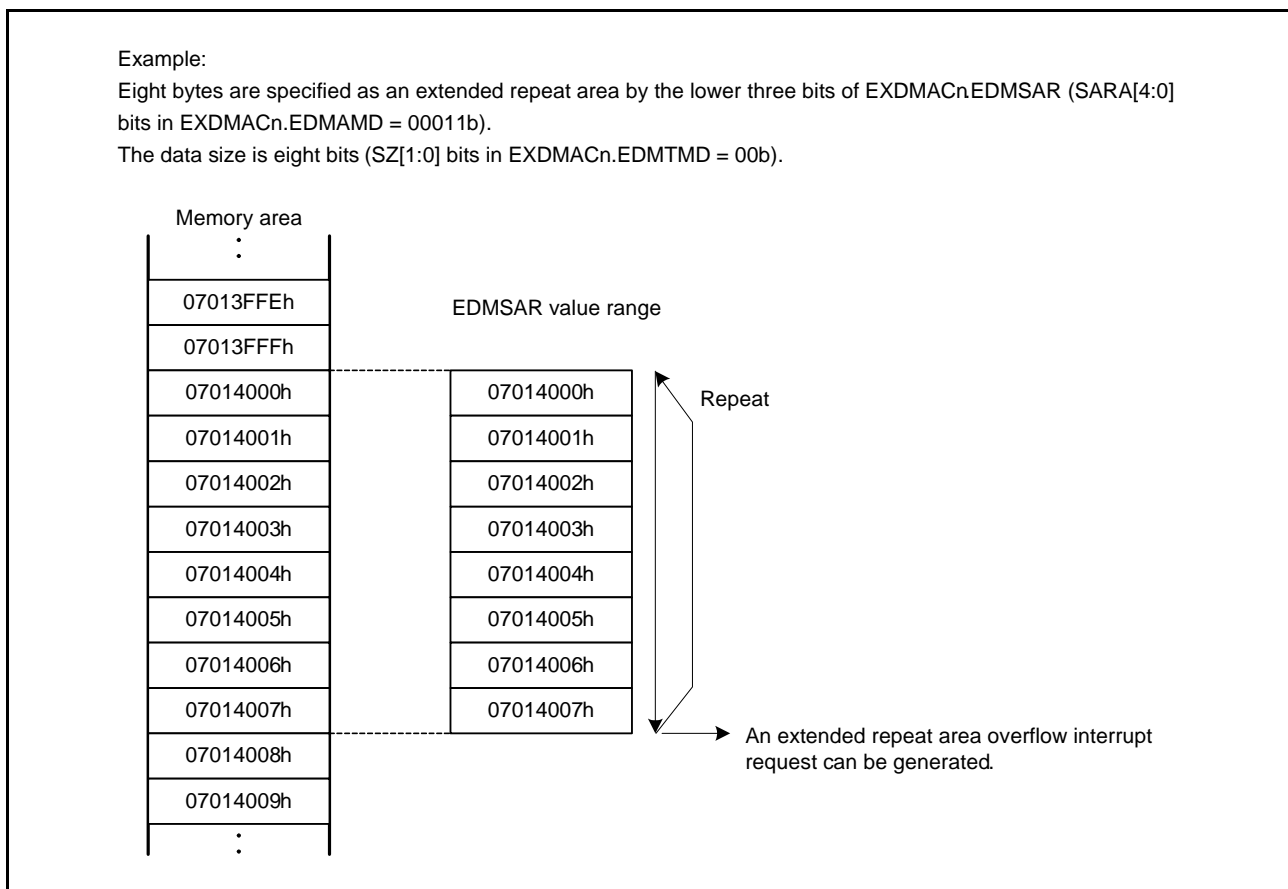 Example:
Eight bytes are specified as an extended repeat area by the lower three bits of EXDMACn.EDMSAR (SARA[4:0]
bits in EXDMACn.EDMAMD = 00011b).
The data size is eight bits (SZ[1:0] bits in EXDMACn.EDMTMD = 00b).
Memory area
07013FFEh
EDMSAR value range
07013FFFh
07014000h 07014000h
Repeat
07014001h 07014001h
07014002h 07014002h
07014003h 07014003h
07014004h 07014004h
07014005h 07014005h
07014006h 07014006h
07014007h 07014007h
07014008h
An extended repeat area overflow interrupt
request can be generated.
07014009h